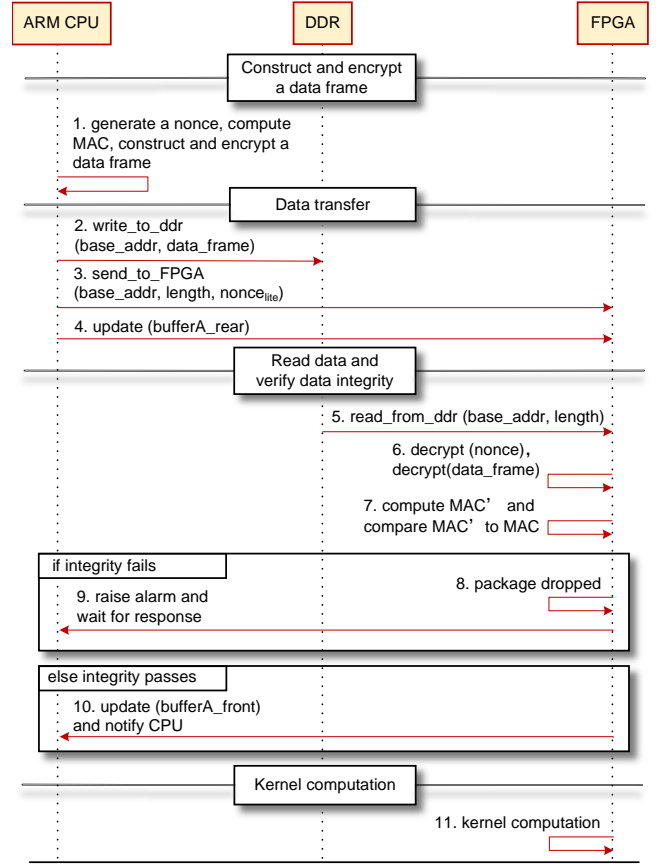 ARM CPU
DDR
FPGA
Construct and encrypt
a data frame
1. generate a nonce, compute
MAC, construct and encrypt a
data frame
Data transfer
2. write_to_ddr
(base_addr, data_frame)
3. send_to_FPGA
(base_addr, length, nonce_lite)
4. update (bufferA_rear)
Read data and
verify data integrity
5. read_from_ddr (base_addr, length)
6. decrypt (nonce)，
decrypt(data_frame)
7. compute MAC’ and
compare MAC’ to MAC
if integrity fails
8. package dropped
9. raise alarm and
wait for response
else integrity passes
10. update (bufferA_front)
and notify CPU
Kernel computation
11. kernel computation